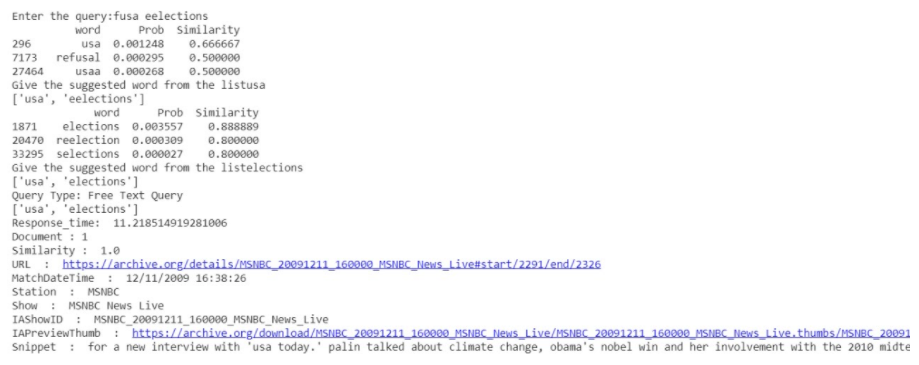 Enter the query:fusa eelections
word Prob Similarity
296 usa 0.001248 0.666667
7173 refusal 0.000295 0.500000
27464 usaa 0.000268 0.500000
Give the suggested word from the listusa
['usa', 'eelections']
word Prob Similarity
1871 elections 0.003557 0.888889
20470 reelection 0.000309 0.800000
33295 selections 0.000027 0.800000
Give the suggested word from the listelections
['usa', 'elections']
Query Type: Free Text Query
['usa', 'elections']
Response_time: 11.218514919281006
Document : 1
Similarity : 1.0
URL : https://archive.org/details/MSNBC_20091211_160000_MSNBC_News_Live#start/2291/end/2326
MatchDateTime : 12/11/2009 16:38:26
Station : MSNBC
Show : MSNBC News Live
IAShowID : MSNBC_20091211_160000_MSNBC_News_Live
IAPreviewThumb : https://archive.org/download/MSNBC_20091211_160000_MSNBC_News_Live/MSNBC_20091211_160000_MSNBC_News_Live.thumbs/MSNBC_20091
Snippet : for a new interview with 'usa today.' palin talked about climate change, obama's nobel win and her involvement with the 2010 midte